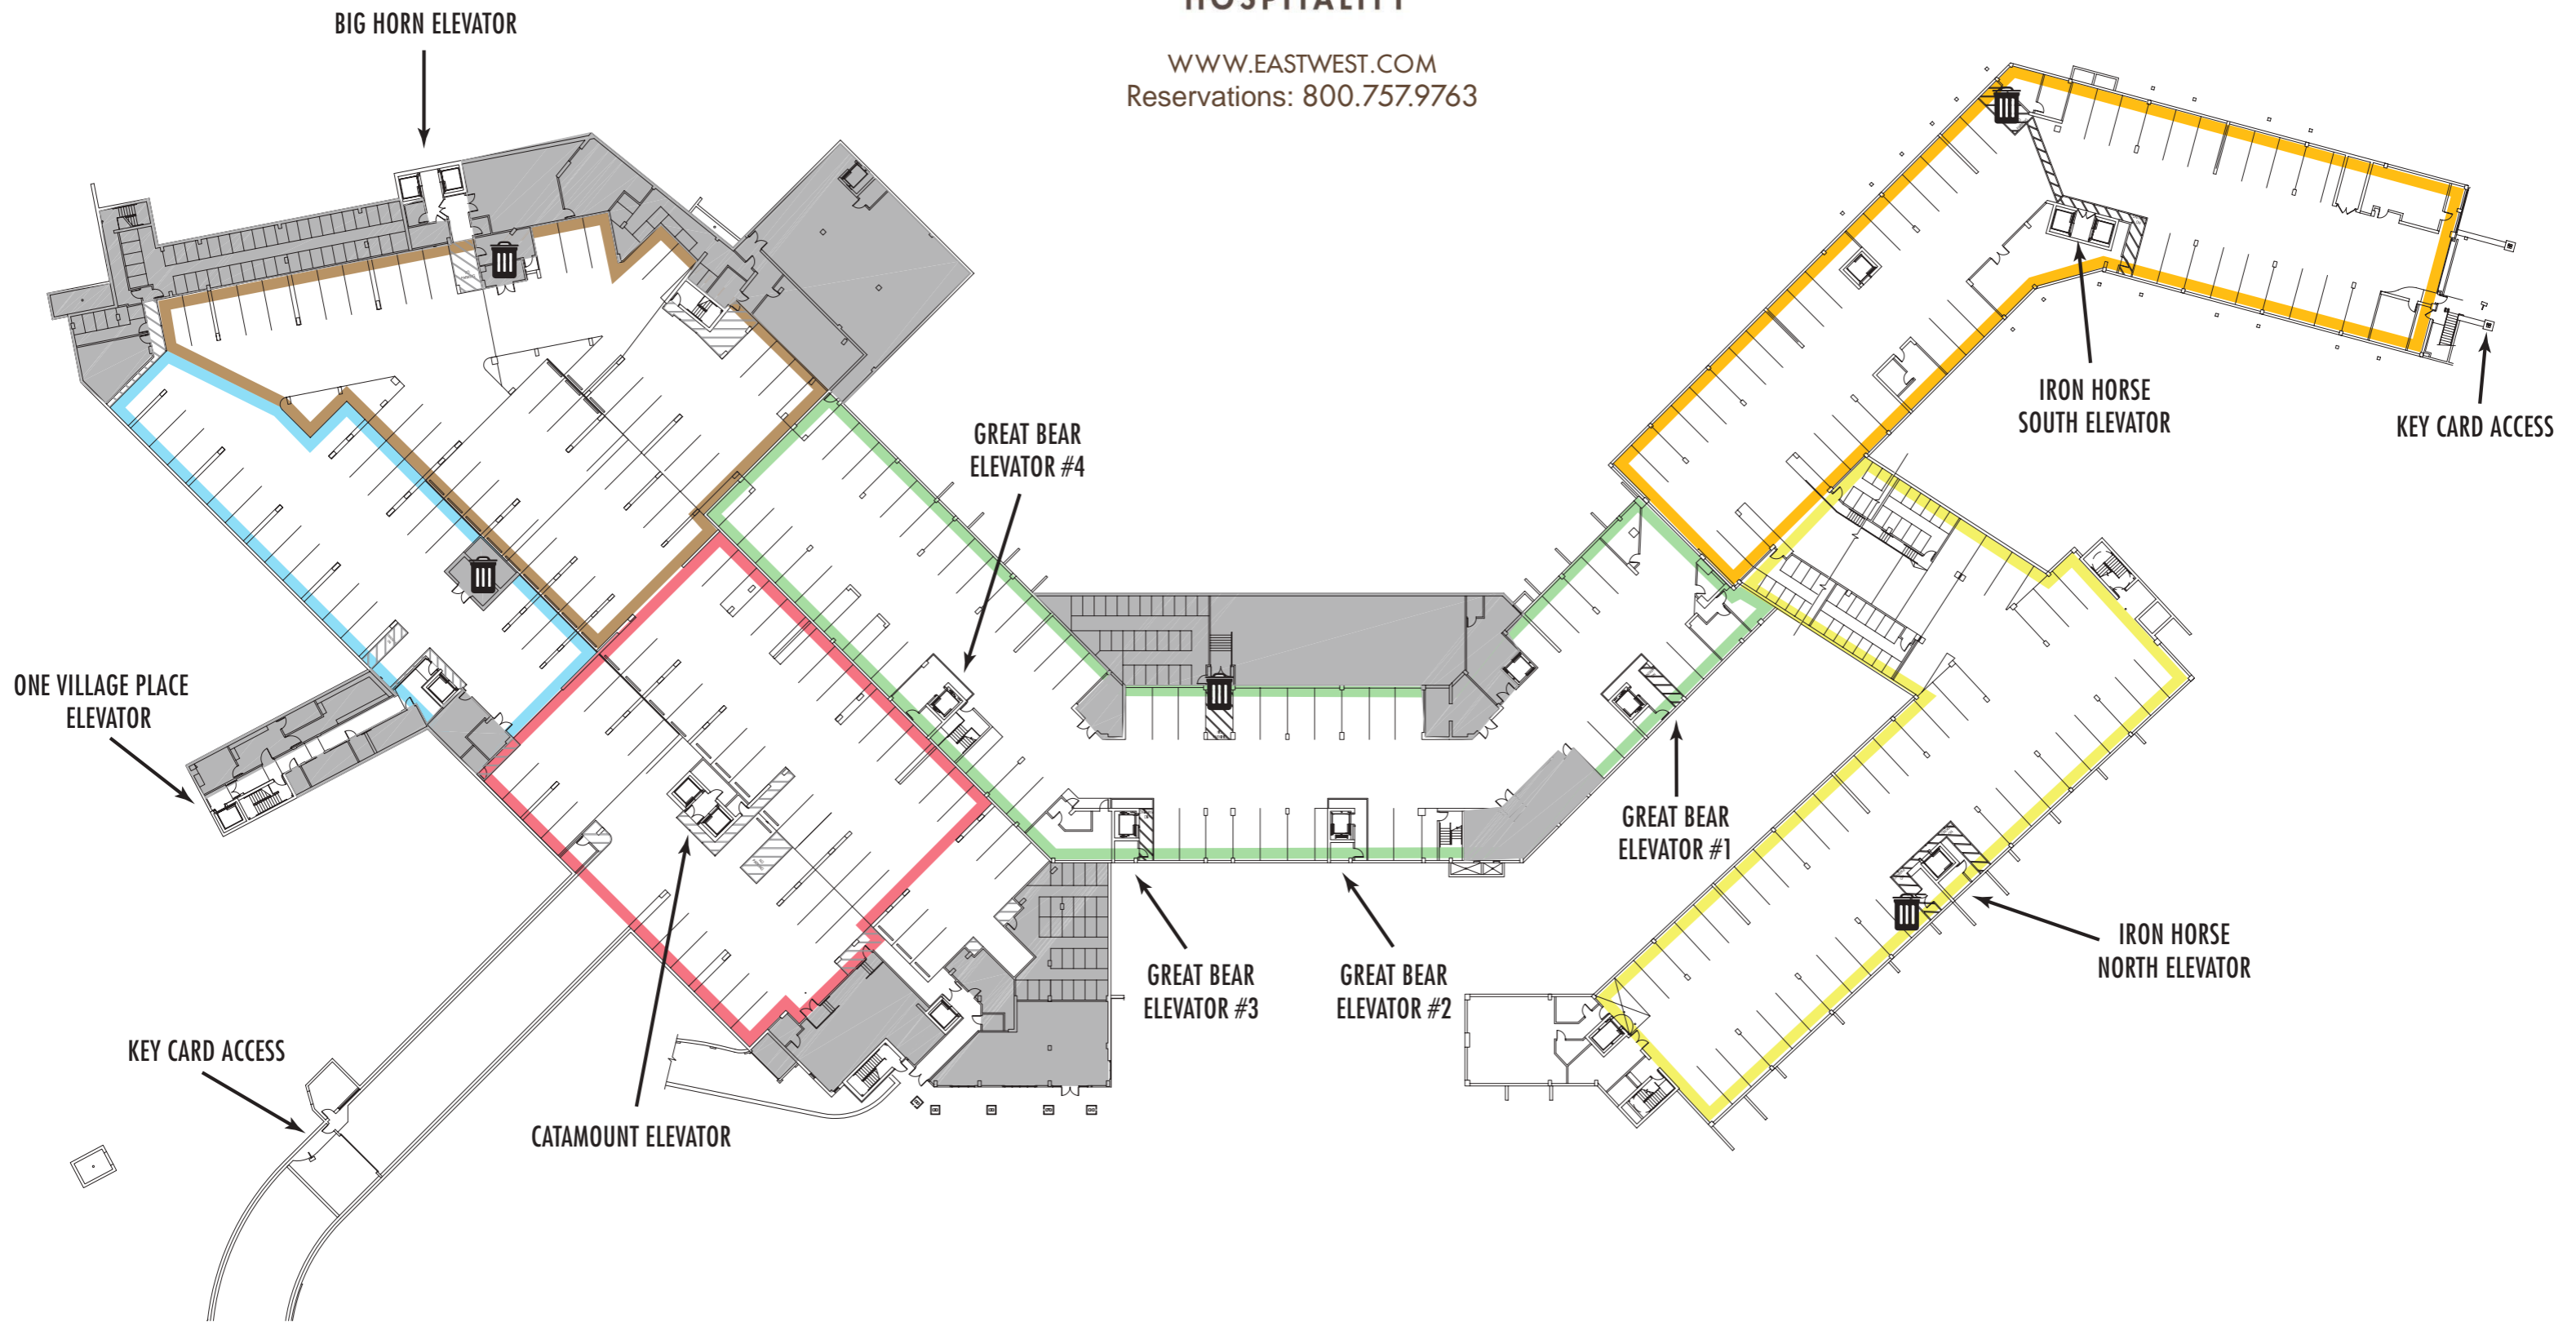 HOSPITALITY
WWW.EASTWEST.COM
Reservations: 800.757.9763
BIG HORN ELEVATOR
GREAT BEAR
ELEVATOR #4
IRON HORSE
SOUTH ELEVATOR
KEY CARD ACCESS
ONE VILLAGE PLACE
ELEVATOR
GREAT BEAR
ELEVATOR #1
IRON HORSE
NORTH ELEVATOR
GREAT BEAR
ELEVATOR #3
GREAT BEAR
ELEVATOR #2
KEY CARD ACCESS
CATAMOUNT ELEVATOR